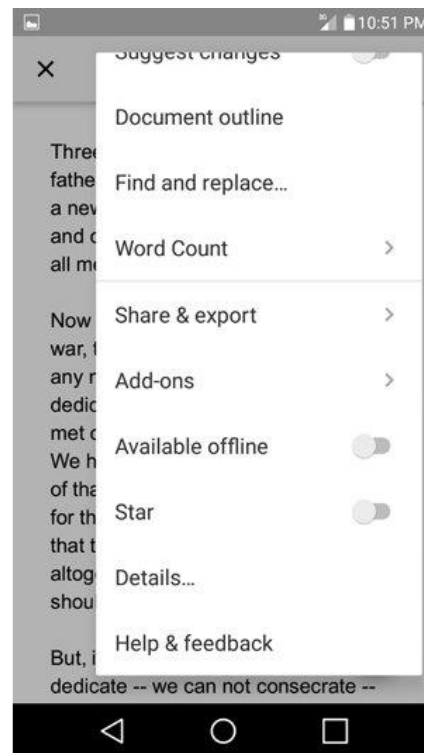 10:51 PM
Suggest changes
Document outline
Find and replace...
Word Count
Share & export
Add-ons
Available offline
Star
Details...
Help & feedback
Three
fathe
a new
and
all
Now
war,
any
dedic
met
We h
of tha
for th
that t
altog
shou
But, i
dedicate -- we can not consecrate --